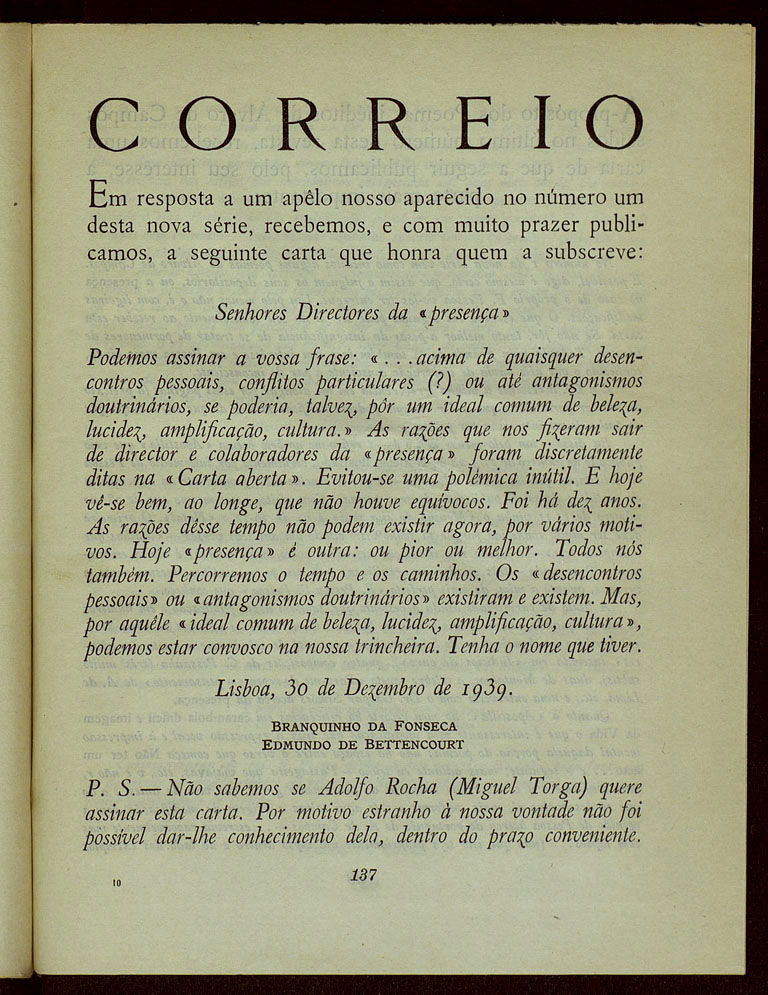 CORREIO
Em resposta a um apêlo nosso aparecido no número um
desta nova série, recebemos, e com muito prazer publi-
camos, a seguinte carta que honra quem a subscreve:
Senhores Directores da «presença»
Podemos assinar a vossa frase: «...acima de quaisquer desen-
contros pessoais, conflitos particulares (?) ou até antagonismos
doutrinários, se poderia, talvez, pôr um ideal comum de beleza,
lucidez, amplificação, cultura.» As razões que nos fizeram sair
de director e colaboradores da «presença» foram discretamente
ditas na «Carta aberta». Evitou-se uma polémica inútil. E hoje
vê-se bem, ao longe, que não houve equívocos. Foi há dez anos.
As razões dêsse tempo não podem existir agora, por vários moti-
vos. Hoje «presença» é outra: ou pior ou melhor. Todos nós
também. Percorremos o tempo e os caminhos. Os «desencontros
pessoais» ou «antagonismos doutrinários» existiram e existem. Mas,
por aquêle «ideal comum de beleza, lucidez, amplificação, cultura»,
podemos estar convosco na nossa trincheira. Tenha o nome que tiver.
Lisboa, 30 de Dezembro de 1939.
BRANQUINHO DA FONSECA
EDMUNDO DE BETTENCOURT
P. S.—Não sabemos se Adolfo Rocha (Miguel Torga) quere
assinar esta carta. Por motivo estranho à nossa vontade não foi
possível dar-lhe conhecimento dela, dentro do prazo conveniente.
137
10